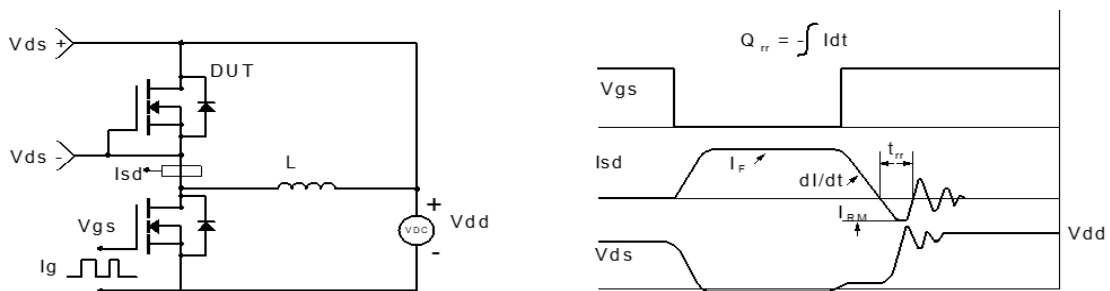 Vds +
DUT
Vds -
Isd
L
Vgs
Ig
VDC
+
-
Vdd
Q rr = - ∫ Idt
Vgs
Isd
I F
dI/dt
t rr
I RM
Vds
Vdd